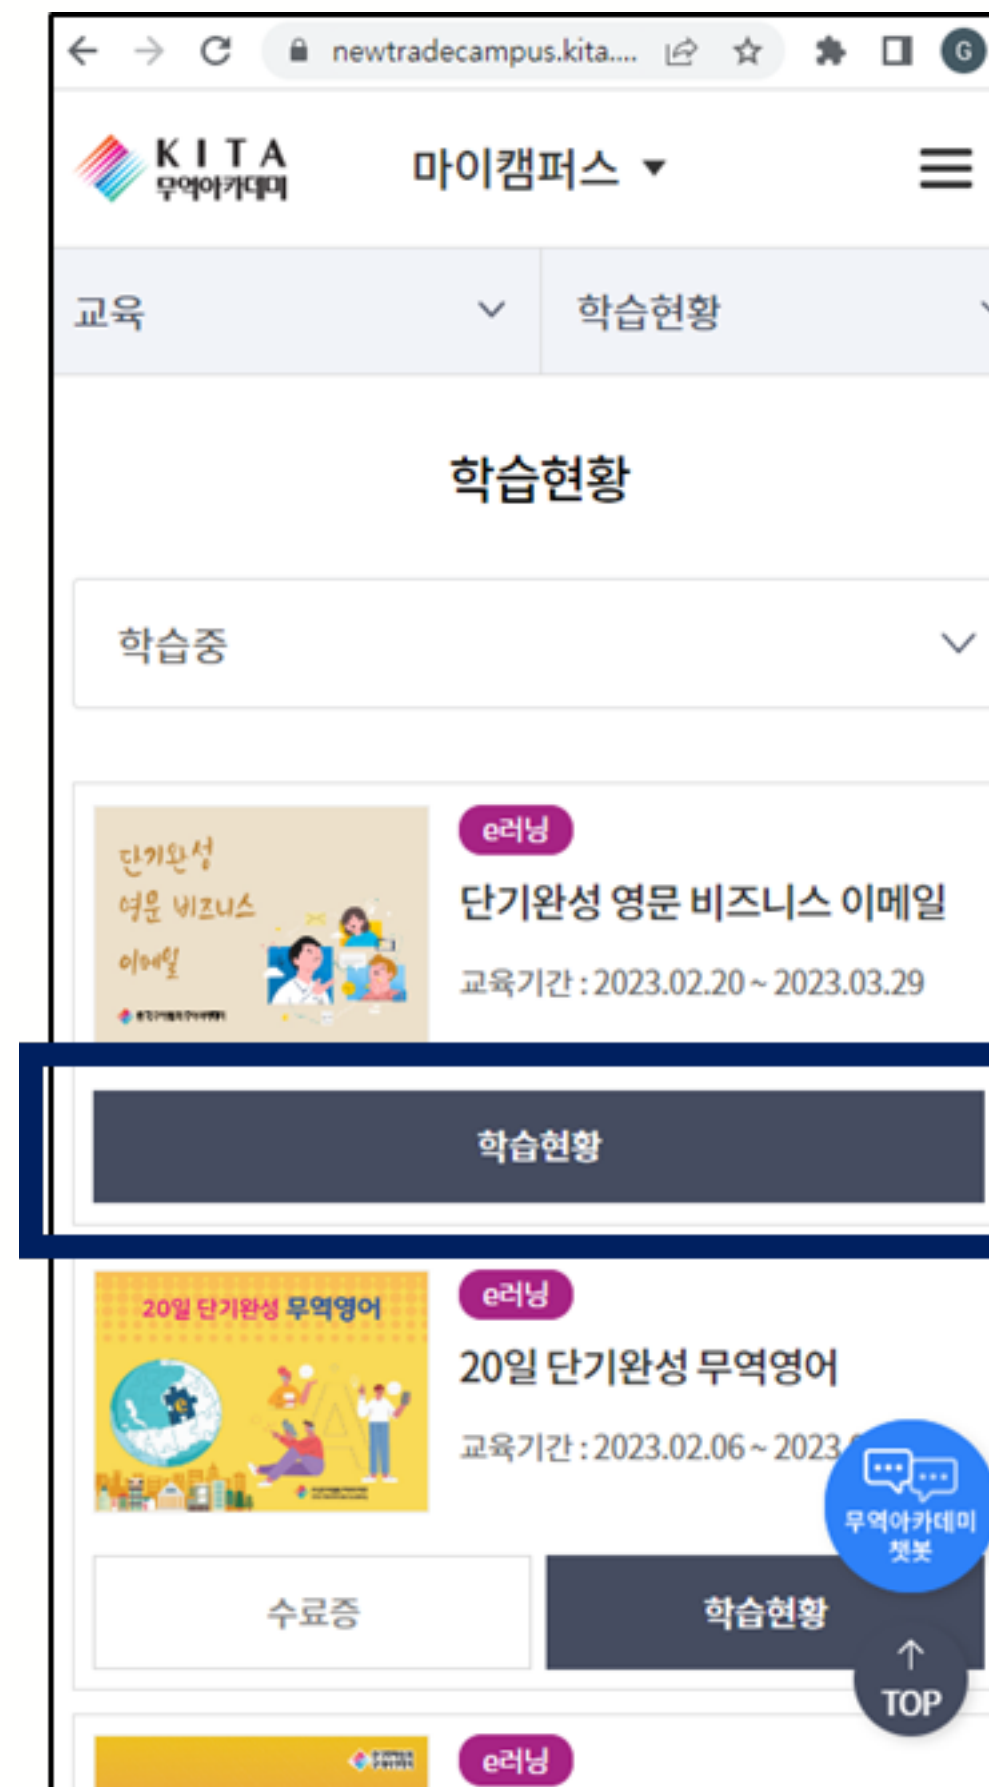 newtradecampus.kita....
G
KITA
무역아카데미
마이캠퍼스
교육
학습현황
학습현황
학습중
단기완성
영문 비즈니스
이메일
e러닝
단기완성 영문 비즈니스 이메일
교육기간 : 2023.02.20 ~ 2023.03.29
학습현황
20일 단기완성 무역영어
e
e러닝
20일 단기완성 무역영어
교육기간 : 2023.02.06 ~ 2023.
무역아카데미
챗봇
수료증
학습현황
TOP
e러닝